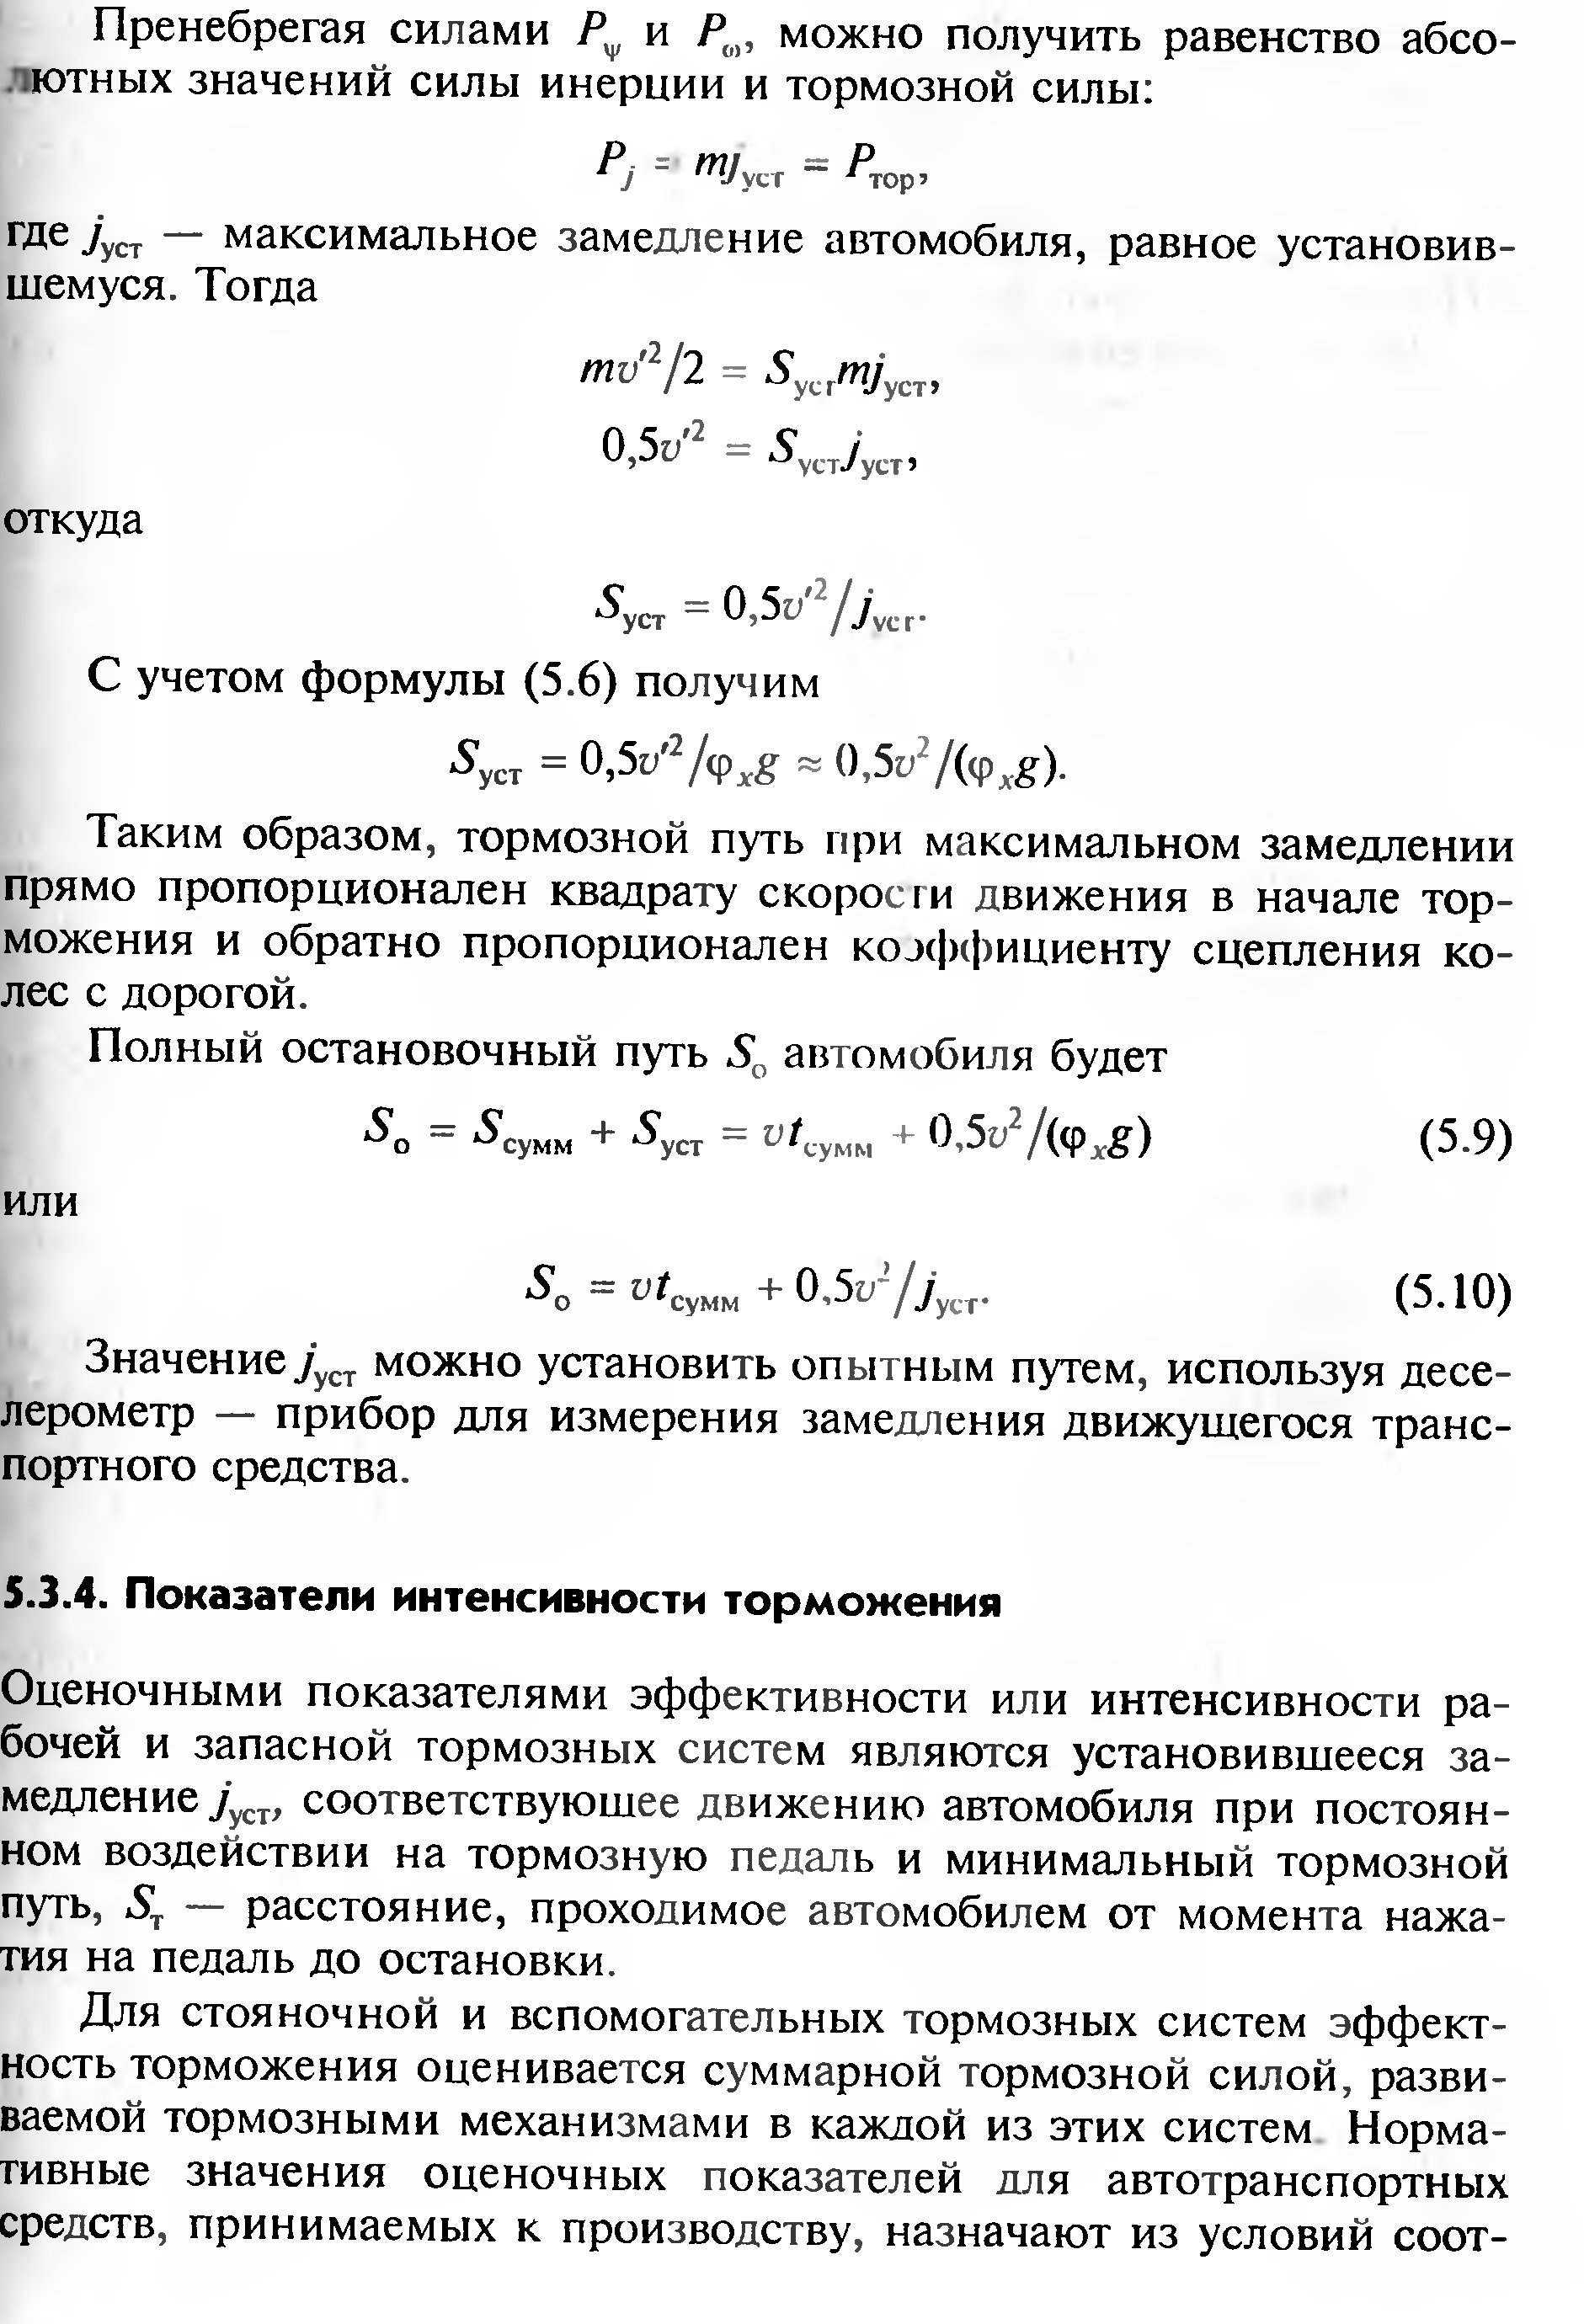 Пренебрегая силами P_ψ и P_ω, можно получить равенство абсо-
лютных значений силы инерции и тормозной силы:
P_j = mj_уст = P_тор,
где j_уст — максимальное замедление автомобиля, равное установив-
шемуся. Тогда
mv′²/2 = S_уст mj_уст,
0,5v′² = S_уст j_уст,
откуда
S_уст = 0,5v′²/j_уст.
С учетом формулы (5.6) получим
S_уст = 0,5v′²/φ_x g ≈ 0,5v²/(φ_x g).
Таким образом, тормозной путь при максимальном замедлении
прямо пропорционален квадрату скорости движения в начале тор-
можения и обратно пропорционален коэффициенту сцепления ко-
лес с дорогой.
Полный остановочный путь S_о автомобиля будет
S_о = S_сумм + S_уст = vt_сумм + 0,5v²/(φ_x g) (5.9)
или
S_о = vt_сумм + 0,5v²/j_уст. (5.10)
Значение j_уст можно установить опытным путем, используя десе-
лерометр — прибор для измерения замедления движущегося транс-
портного средства.
5.3.4. Показатели интенсивности торможения
Оценочными показателями эффективности или интенсивности ра-
бочей и запасной тормозных систем являются установившееся за-
медление j_уст, соответствующее движению автомобиля при постоян-
ном воздействии на тормозную педаль и минимальный тормозной
путь, S_т — расстояние, проходимое автомобилем от момента нажа-
тия на педаль до остановки.
Для стояночной и вспомогательных тормозных систем эффект-
ность торможения оценивается суммарной тормозной силой, разви-
ваемой тормозными механизмами в каждой из этих систем. Норма-
тивные значения оценочных показателей для автотранспортных
средств, принимаемых к производству, назначают из условий соот-